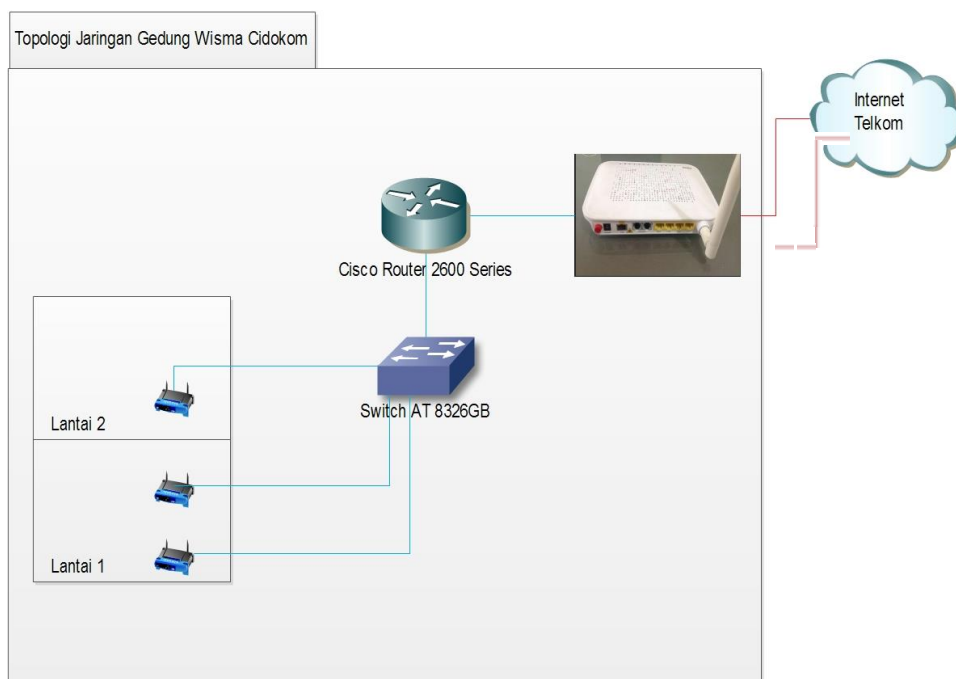 Topologi Jaringan Gedung Wisma Cidokom
Internet
Telkom
Cisco Router 2600 Series
Switch AT 8326GB
Lantai 2
Lantai 1